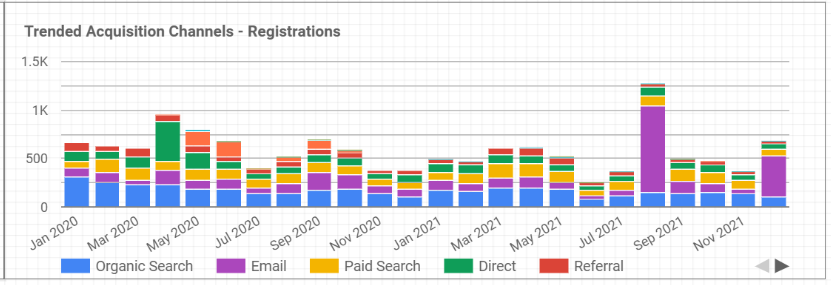 Trended Acquisition Channels - Registrations
1.5K
1K
500
0
Jan 2020 Mar 2020 May 2020 Jul 2020 Sep 2020 Nov 2020 Jan 2021 Mar 2021 May 2021 Jul 2021 Sep 2021 Nov 2021
Organic Search Email Paid Search Direct Referral